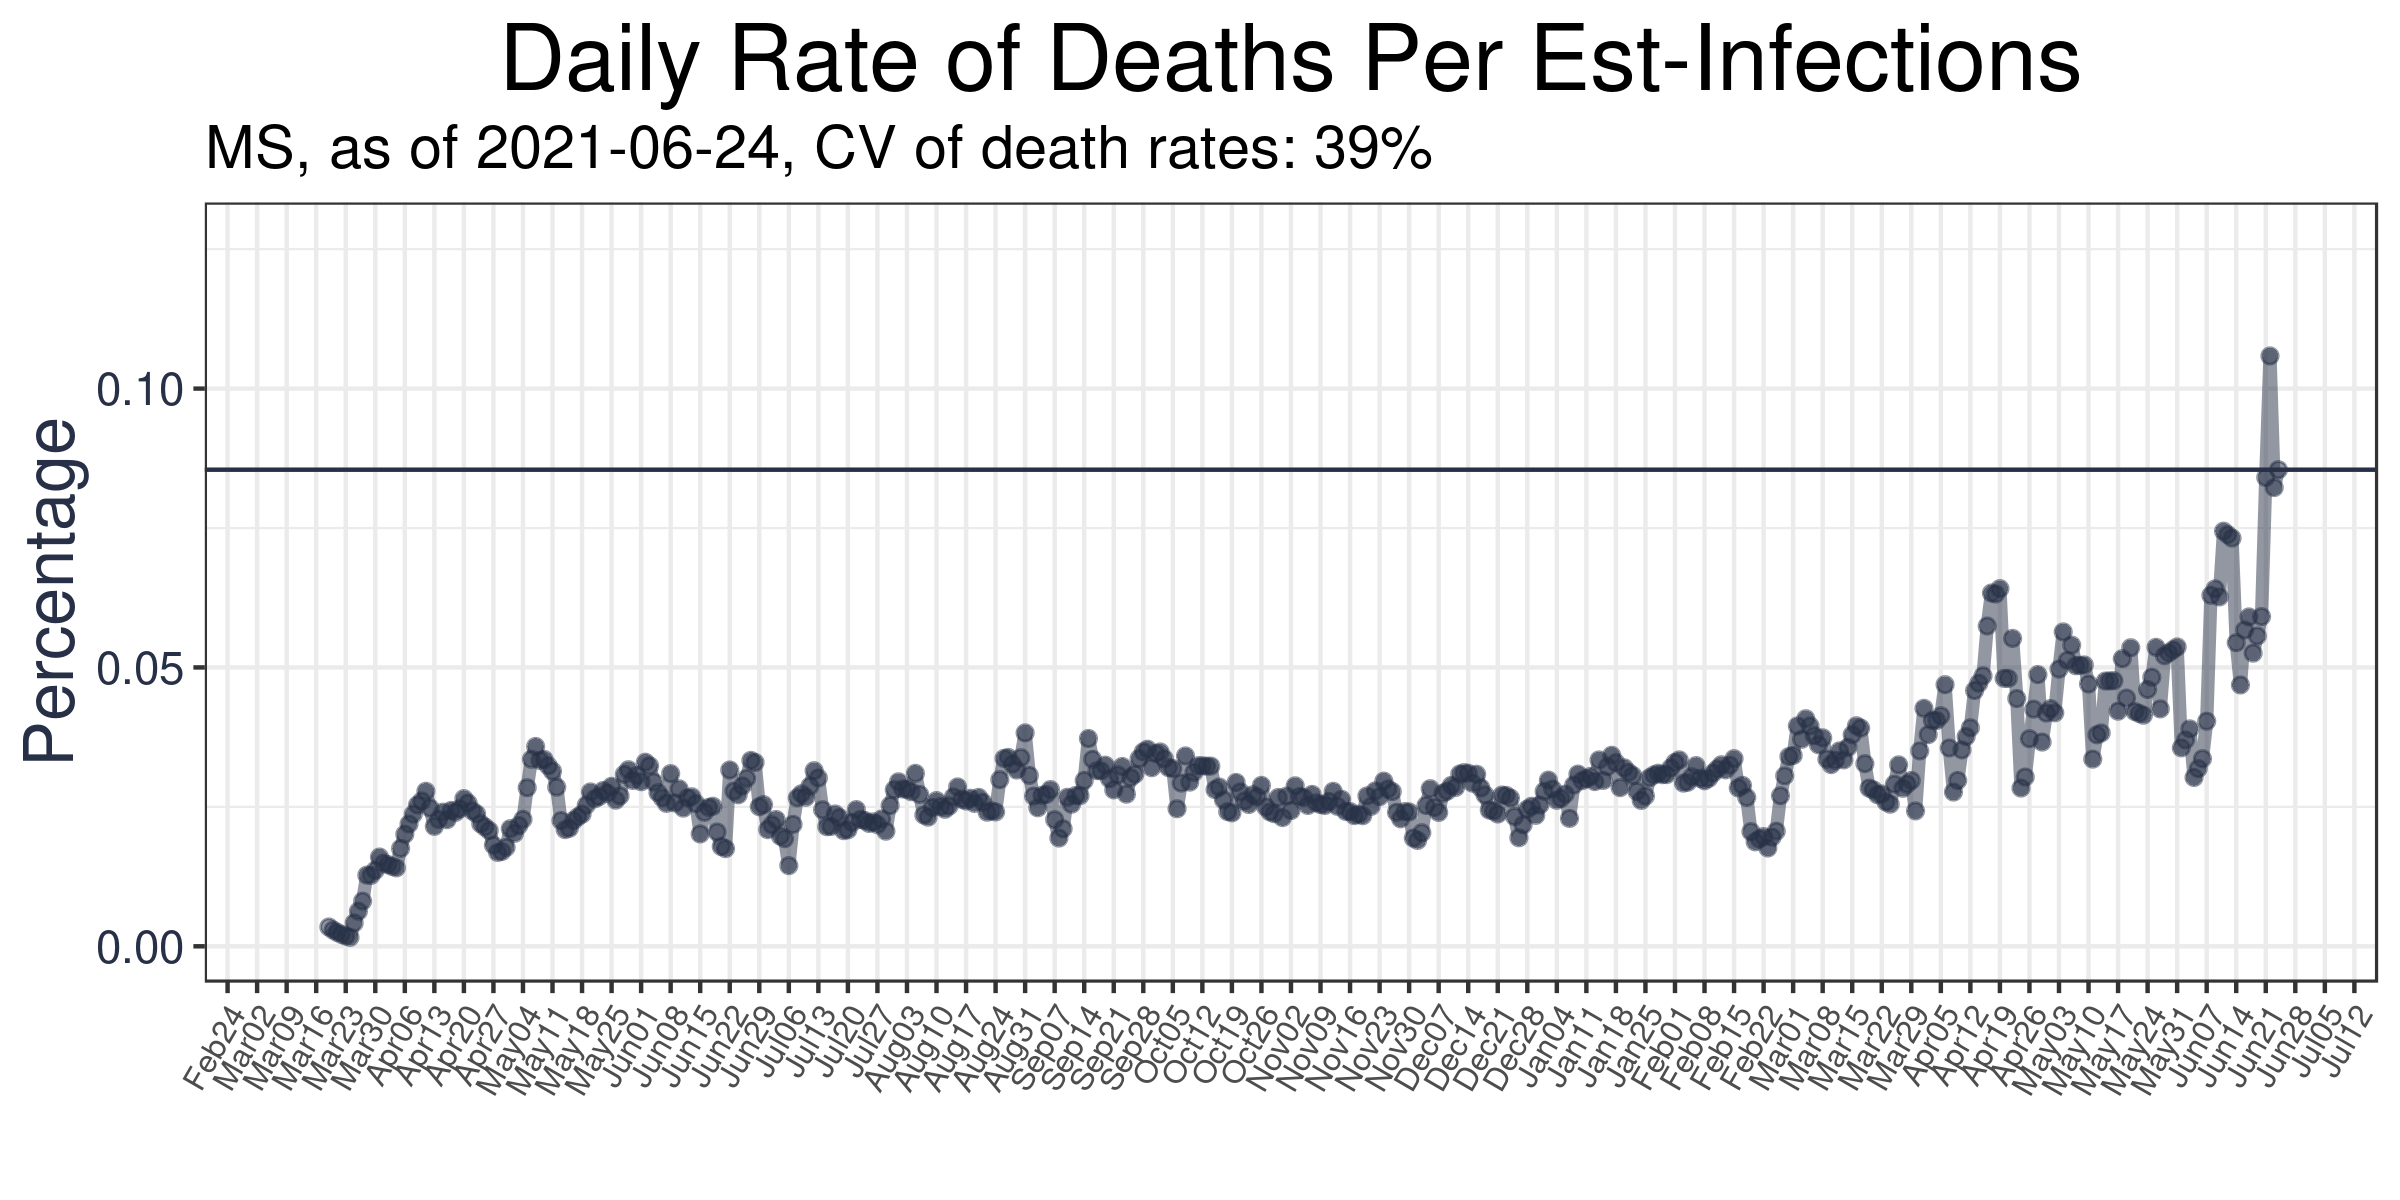 Daily Rate of Deaths Per Est-Infections
MS, as of 2021-06-24, CV of death rates: 39%
Percentage
0.10
0.05
0.00
Feb24
Mar02
Mar09
Mar16
Mar23
Mar30
Apr06
Apr13
Apr20
Apr27
May04
May11
May18
May25
Jun01
Jun08
Jun15
Jun22
Jun29
Jul06
Jul13
Jul20
Jul27
Aug03
Aug10
Aug17
Aug24
Aug31
Sep07
Sep14
Sep21
Sep28
Oct05
Oct12
Oct19
Oct26
Nov02
Nov09
Nov16
Nov23
Nov30
Dec07
Dec14
Dec21
Dec28
Jan04
Jan11
Jan18
Jan25
Feb01
Feb08
Feb15
Feb22
Mar01
Mar08
Mar15
Mar22
Mar29
Apr05
Apr12
Apr19
Apr26
May03
May10
May17
May24
May31
Jun07
Jun14
Jun21
Jun28
Jul05
Jul12